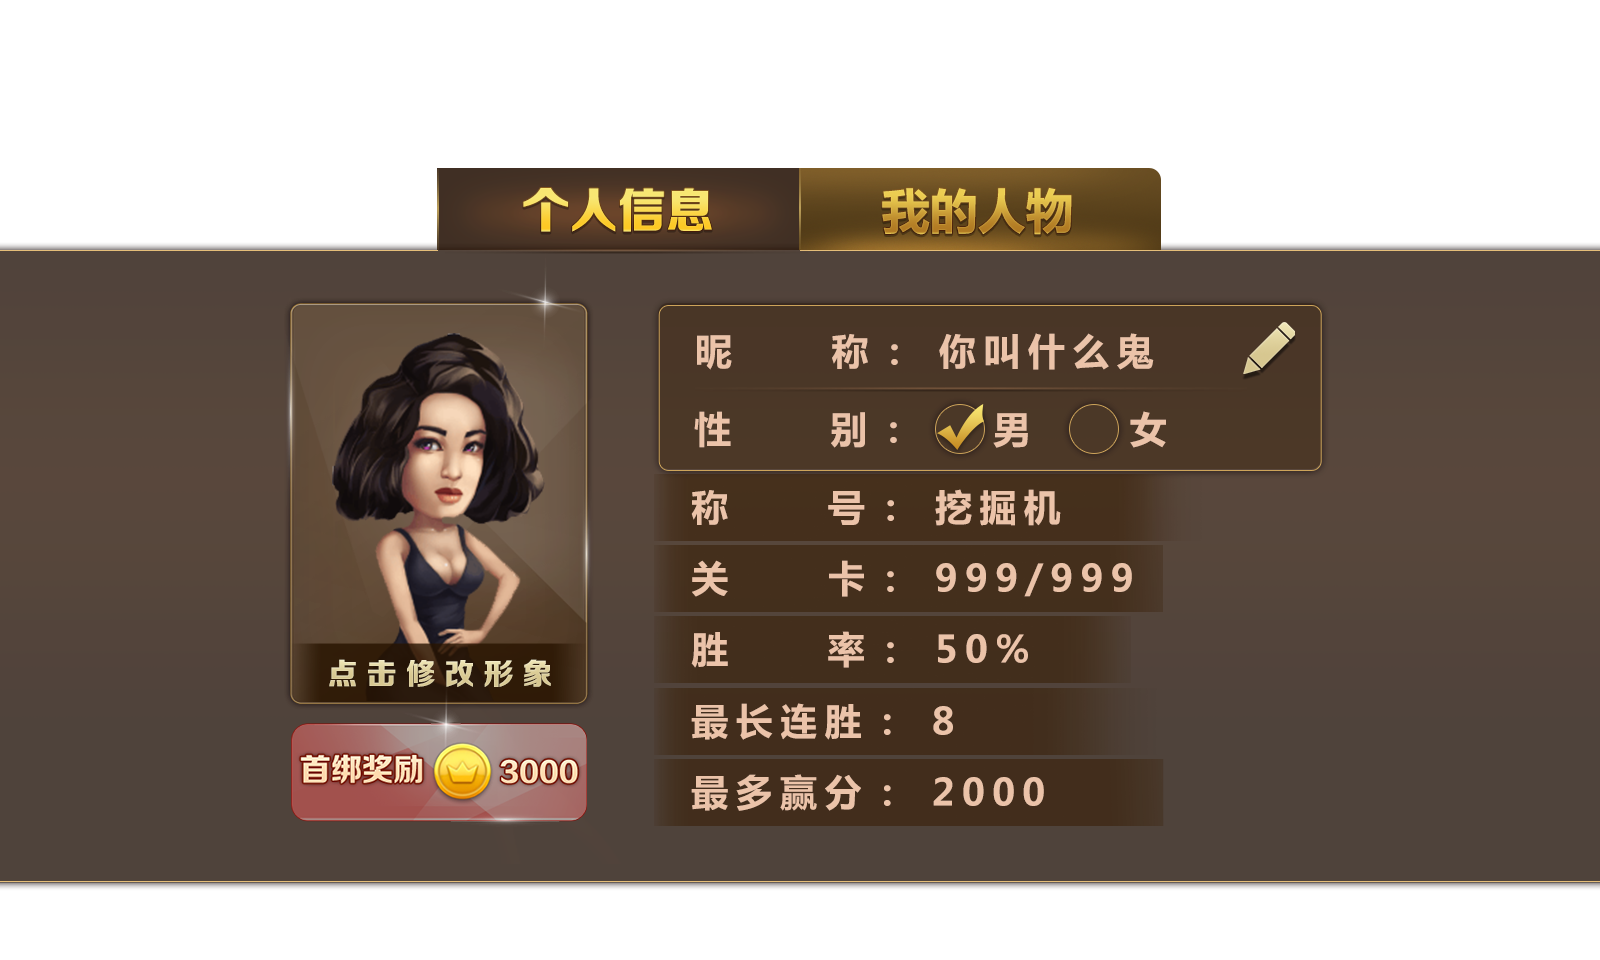 个人信息
我的人物
昵称：你叫什么鬼
性别：男 女
称号：挖掘机
关卡：999/999
胜率：50%
最长连胜：8
最多赢分：2000
点击修改形象
首绑奖励 3000